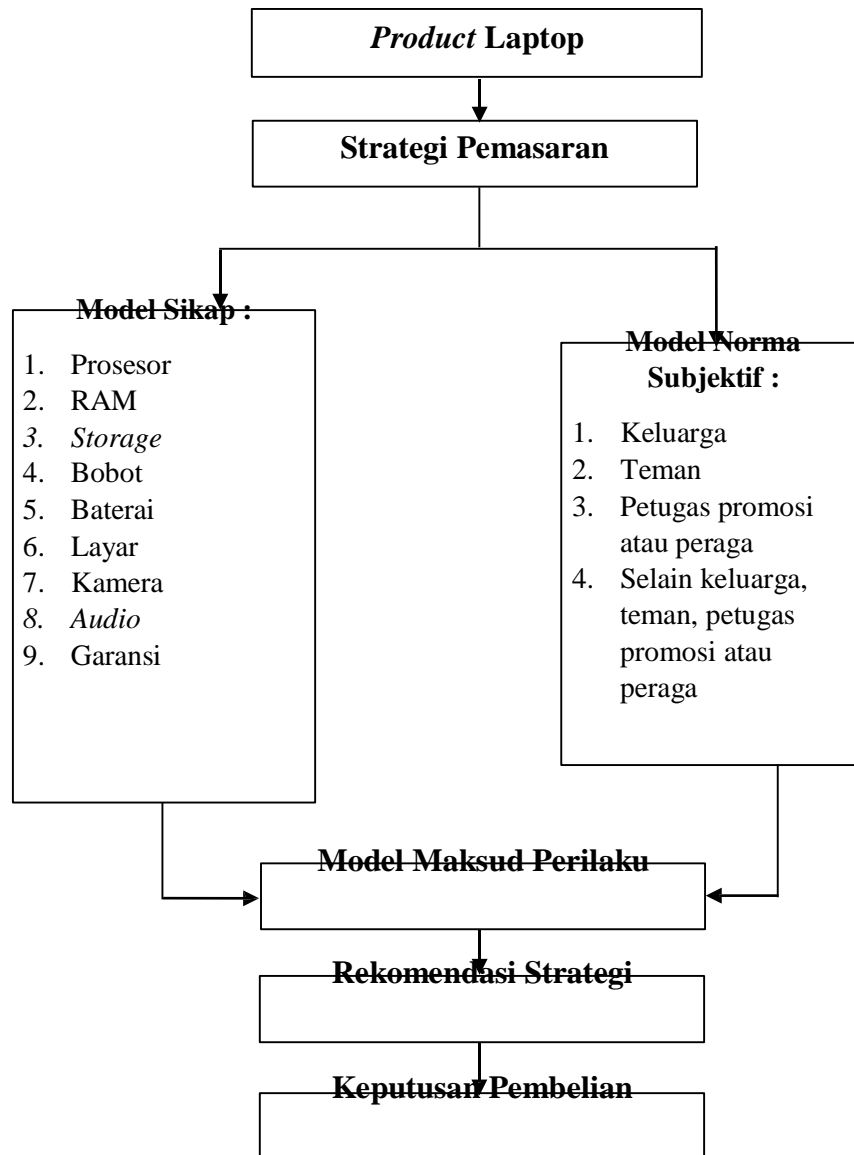 Product Laptop
Strategi Pemasaran
Model Sikap :
1. Prosesor
2. RAM
3. Storage
4. Bobot
5. Baterai
6. Layar
7. Kamera
8. Audio
9. Garansi
Model Norma
Subjektif :
1. Keluarga
2. Teman
3. Petugas promosi
atau peraga
4. Selain keluarga,
teman, petugas
promosi atau
peraga
Model Maksud Perilaku
Rekomendasi Strategi
Keputusan Pembelian